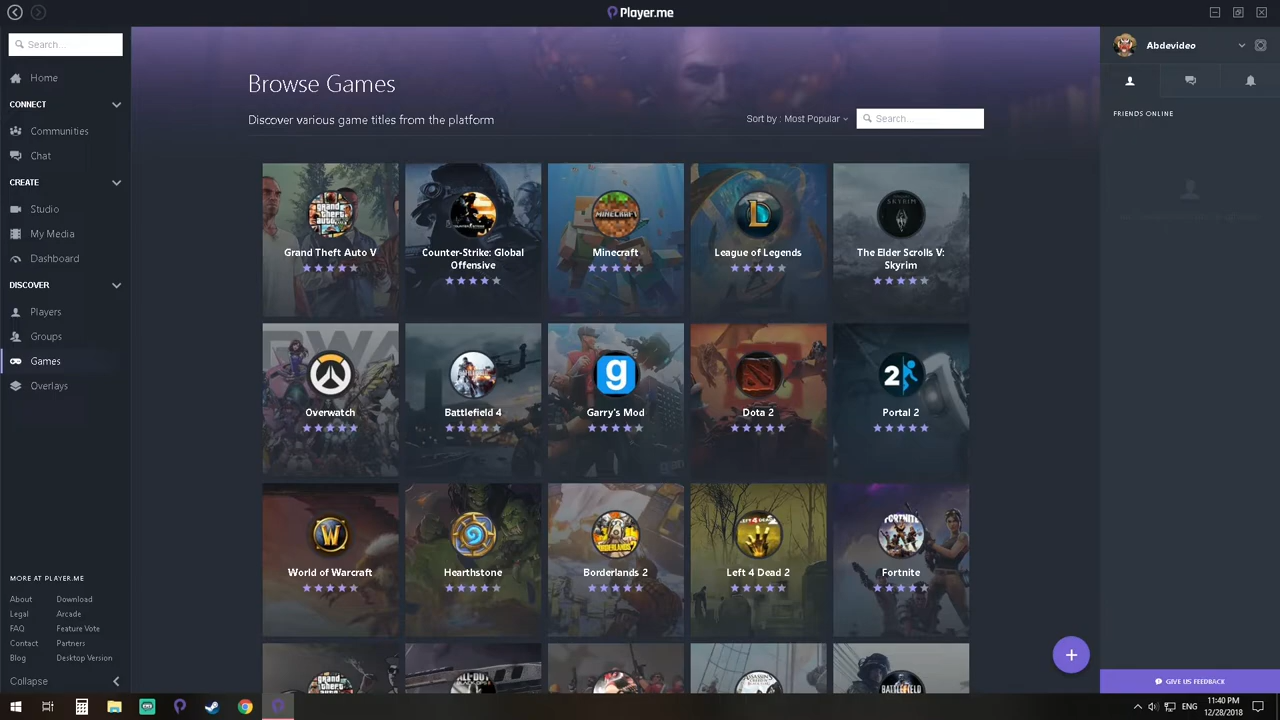 Player.me
Search...
Home
CONNECT
Communities
Chat
CREATE
Studio
My Media
Dashboard
DISCOVER
Players
Groups
Games
Overlays
MORE AT PLAYER.ME
About Download
Legal Arcade
FAQ Feature Vote
Contact Partners
Blog Desktop Version
Collapse
Browse Games
Discover various game titles from the platform
Sort by : Most Popular
Search...
Grand Theft Auto V
Counter-Strike: Global
Offensive
Minecraft
League of Legends
The Elder Scrolls V:
Skyrim
Overwatch
Battlefield 4
Garry's Mod
Dota 2
Portal 2
World of Warcraft
Hearthstone
Borderlands 2
Left 4 Dead 2
Fortnite
Abdevideo
FRIENDS ONLINE
+
GIVE US FEEDBACK
ENG
11:40 PM
12/28/2018